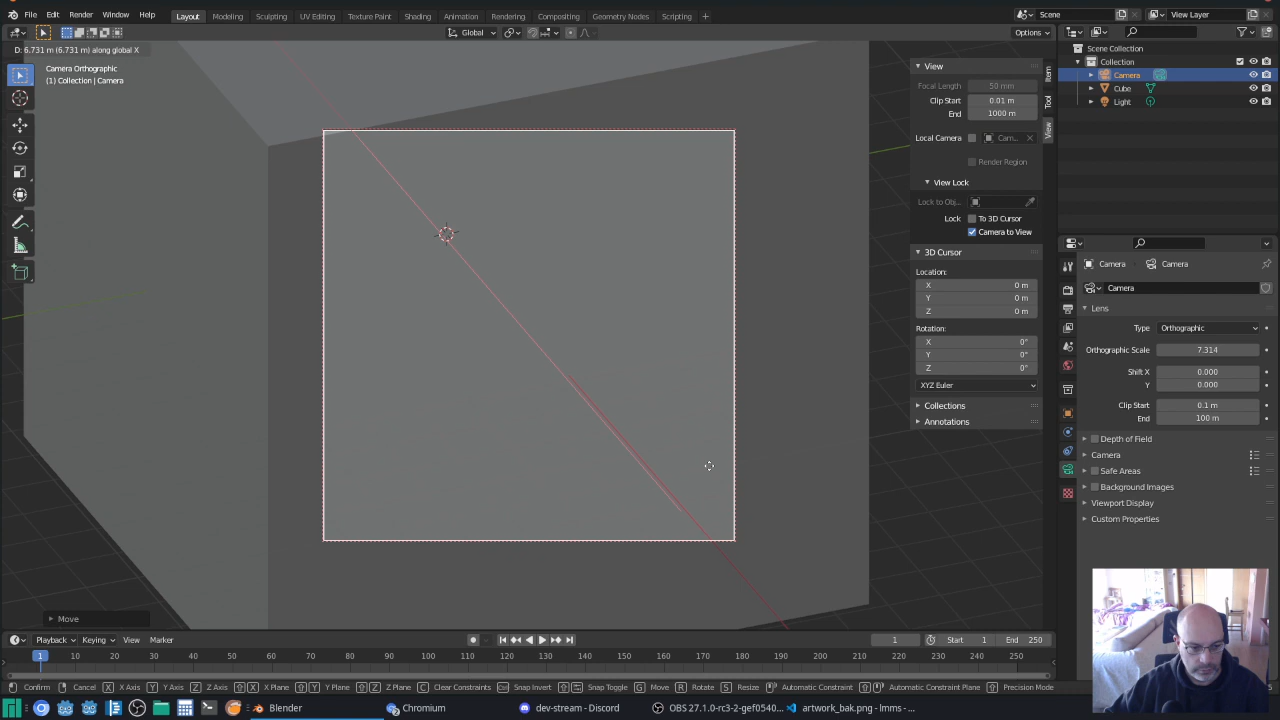 File Edit Render Window Help Layout Modeling Sculpting UV Editing Texture Paint Shading Animation Rendering Compositing Geometry Nodes Scripting + Scene View Layer
Global Options
D: 6.731 m (6.731 m) along global X
Camera Orthographic
(1) Collection | Camera
View
Focal Length 50 mm
Clip Start 0.01 m
End 1000 m
Local Camera Cam...
Render Region
View Lock
Lock to Obj...
Lock To 3D Cursor
Camera to View
3D Cursor
Location:
X 0 m
Y 0 m
Z 0 m
Rotation:
X 0°
Y 0°
Z 0°
XYZ Euler
Collections
Annotations
Item
Tool
View
Scene Collection
Collection
Camera
Cube
Light
Camera Camera
Camera
Lens
Type Orthographic
Orthographic Scale 7.314
Shift X 0.000
Y 0.000
Clip Start 0.1 m
End 100 m
Depth of Field
Camera
Safe Areas
Background Images
Viewport Display
Custom Properties
Move
Playback Keying View Marker 1 Start 1 End 250
1 10 20 30 40 50 60 70 80 90 100 110 120 130 140 150 160 170 180 190 200 210 220 230 240 250
Confirm Cancel X X Axis Y Y Axis Z Z Axis X X Plane Y Y Plane Z Z Plane C Clear Constraints Snap Invert Snap Toggle G Move R Rotate S Resize Automatic Constraint Automatic Constraint Plane Precision Mode
Blender Chromium dev-stream - Discord OBS 27.1.0-rc3-2-gef0540... artwork_bak.png - lmms - ...